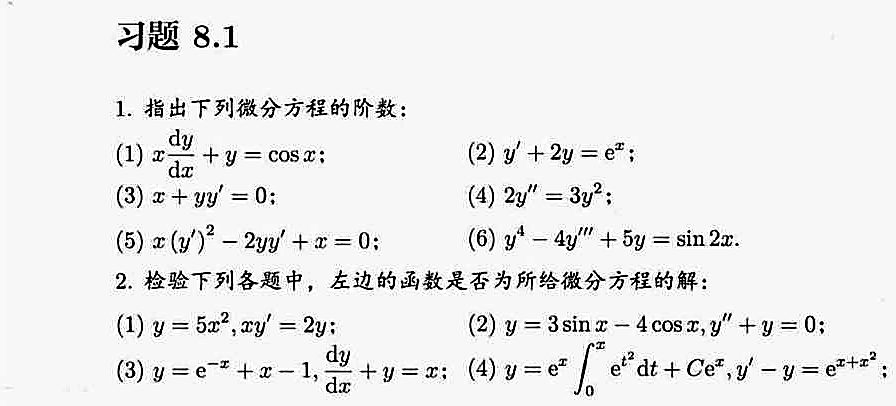 习题 8.1
1. 指出下列微分方程的阶数:
(1) x dy/dx + y = cos x; (2) y′ + 2y = eˣ;
(3) x + yy′ = 0; (4) 2y″ = 3y²;
(5) x (y′)² − 2yy′ + x = 0; (6) y⁴ − 4y‴ + 5y = sin 2x.
2. 检验下列各题中, 左边的函数是否为所给微分方程的解:
(1) y = 5x², xy′ = 2y; (2) y = 3 sin x − 4 cos x, y″ + y = 0;
(3) y = e⁻ˣ + x − 1, dy/dx + y = x; (4) y = eˣ ∫₀ˣ e^{t²} dt + Ceˣ, y′ − y = e^{x+x²};